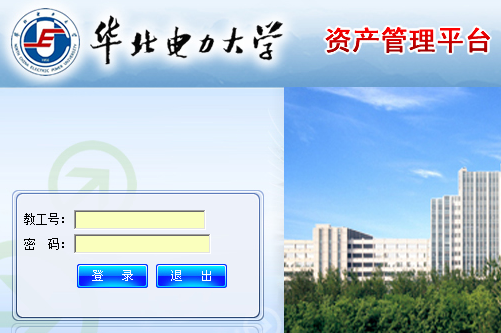 华北电力大学
资产管理平台
教工号：
密 码：
登 录 退 出